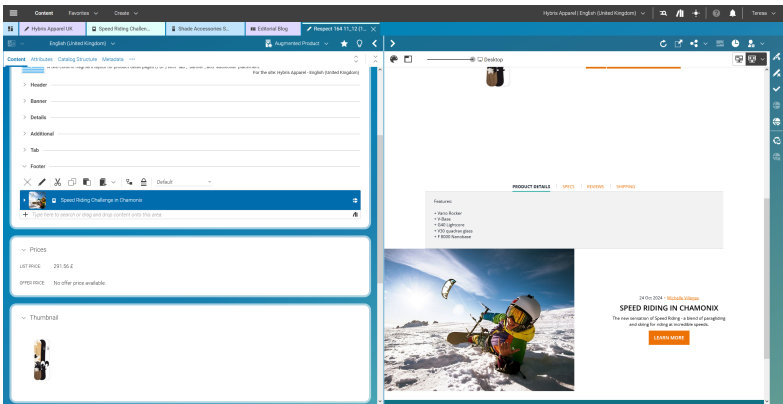 Content Favorites Create Hybris Apparel | English (United Kingdom) Teresa
Hybris Apparel UK Speed Riding Challen... Shade Accessories S... Editorial Blog Respect 164 11_12 (1...
English (United Kingdom) Augmented Product
Content Attributes Catalog Structure Metadata Desktop
For the site: Hybris Apparel - English (United Kingdom)
Header
Banner
Details
Additional
Tab
Footer
Default
Speed Riding Challenge in Chamonix
Type here to search or drag and drop content onto this area.
Prices
LIST PRICE 291.56 £
OFFER PRICE No offer price available.
Thumbnail
PRODUCT DETAILS SPECS REVIEWS SHIPPING
Features:
• Vario Rocker
• V-Base
• G40 Lightcore
• V30 quadrax glass
• F 8000 Nanobase
24 Oct 2024 • Michelle Villegas
SPEED RIDING IN CHAMONIX
The new sensation of Speed Riding - a blend of paragliding
and skiing for riding at incredible speeds.
LEARN MORE